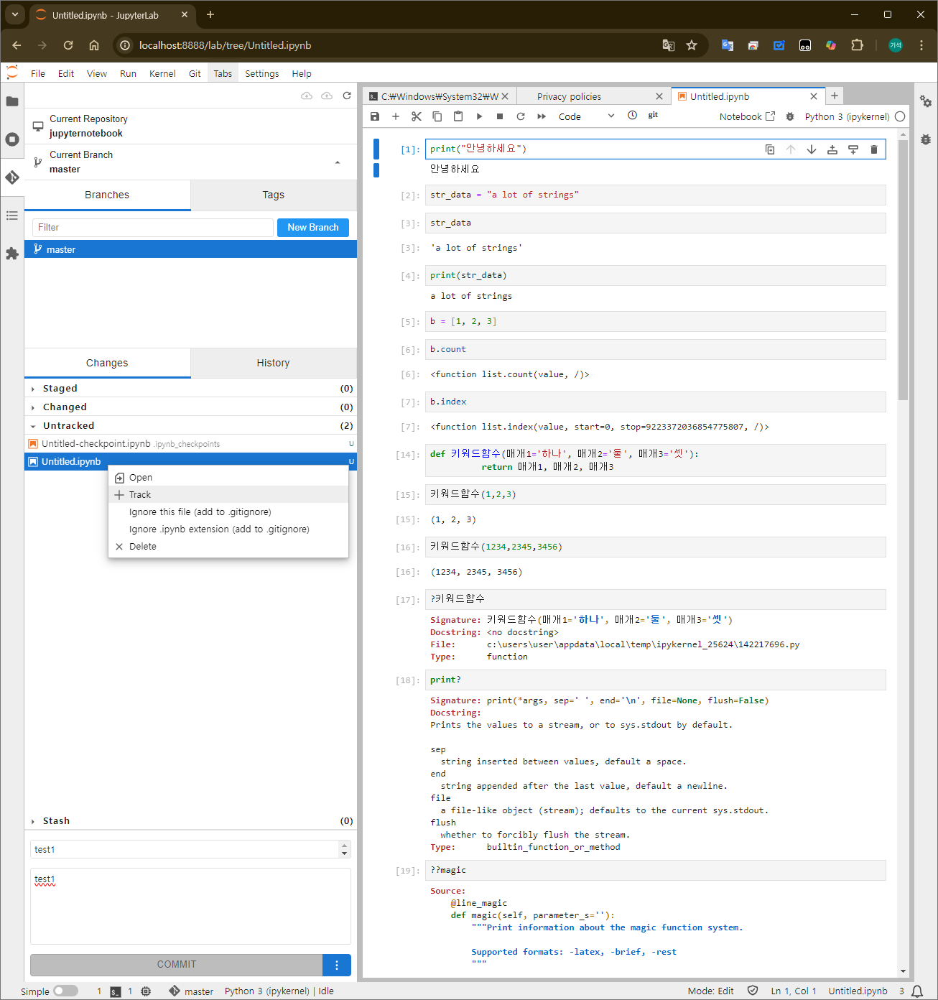 Untitled.ipynb - JupyterLab
localhost:8888/lab/tree/Untitled.ipynb
기석
File Edit View Run Kernel Git Tabs Settings Help
Current Repository
jupyternotebook
Current Branch
master
Branches Tags
Filter New Branch
master
Changes History
Staged (0)
Changed (0)
Untracked (2)
Untitled-checkpoint.ipynb .ipynb_checkpoints U
Untitled.ipynb U
Open
Track
Ignore this file (add to .gitignore)
Ignore .ipynb extension (add to .gitignore)
Delete
Stash (0)
test1
test1
COMMIT
C:₩Windows₩System32₩W Privacy policies Untitled.ipynb
Code git Notebook Python 3 (ipykernel)
[1]: print("안녕하세요")
안녕하세요
[2]: str_data = "a lot of strings"
[3]: str_data
[3]: 'a lot of strings'
[4]: print(str_data)
a lot of strings
[5]: b = [1, 2, 3]
[6]: b.count
[6]: <function list.count(value, /)>
[7]: b.index
[7]: <function list.index(value, start=0, stop=9223372036854775807, /)>
[14]: def 키워드함수(매개1='하나', 매개2='둘', 매개3='셋'):
return 매개1, 매개2, 매개3
[15]: 키워드함수(1,2,3)
[15]: (1, 2, 3)
[16]: 키워드함수(1234,2345,3456)
[16]: (1234, 2345, 3456)
[17]: ?키워드함수
Signature: 키워드함수(매개1='하나', 매개2='둘', 매개3='셋')
Docstring: <no docstring>
File: c:\users\user\appdata\local\temp\ipykernel_25624\142217696.py
Type: function
[18]: print?
Signature: print(*args, sep=' ', end='\n', file=None, flush=False)
Docstring:
Prints the values to a stream, or to sys.stdout by default.
sep
string inserted between values, default a space.
end
string appended after the last value, default a newline.
file
a file-like object (stream); defaults to the current sys.stdout.
flush
whether to forcibly flush the stream.
Type: builtin_function_or_method
[19]: ??magic
Source:
@line_magic
def magic(self, parameter_s=''):
"""Print information about the magic function system.
Supported formats: -latex, -brief, -rest
"""
Simple 1 1 master Python 3 (ipykernel) | Idle Mode: Edit Ln 1, Col 1 Untitled.ipynb 3